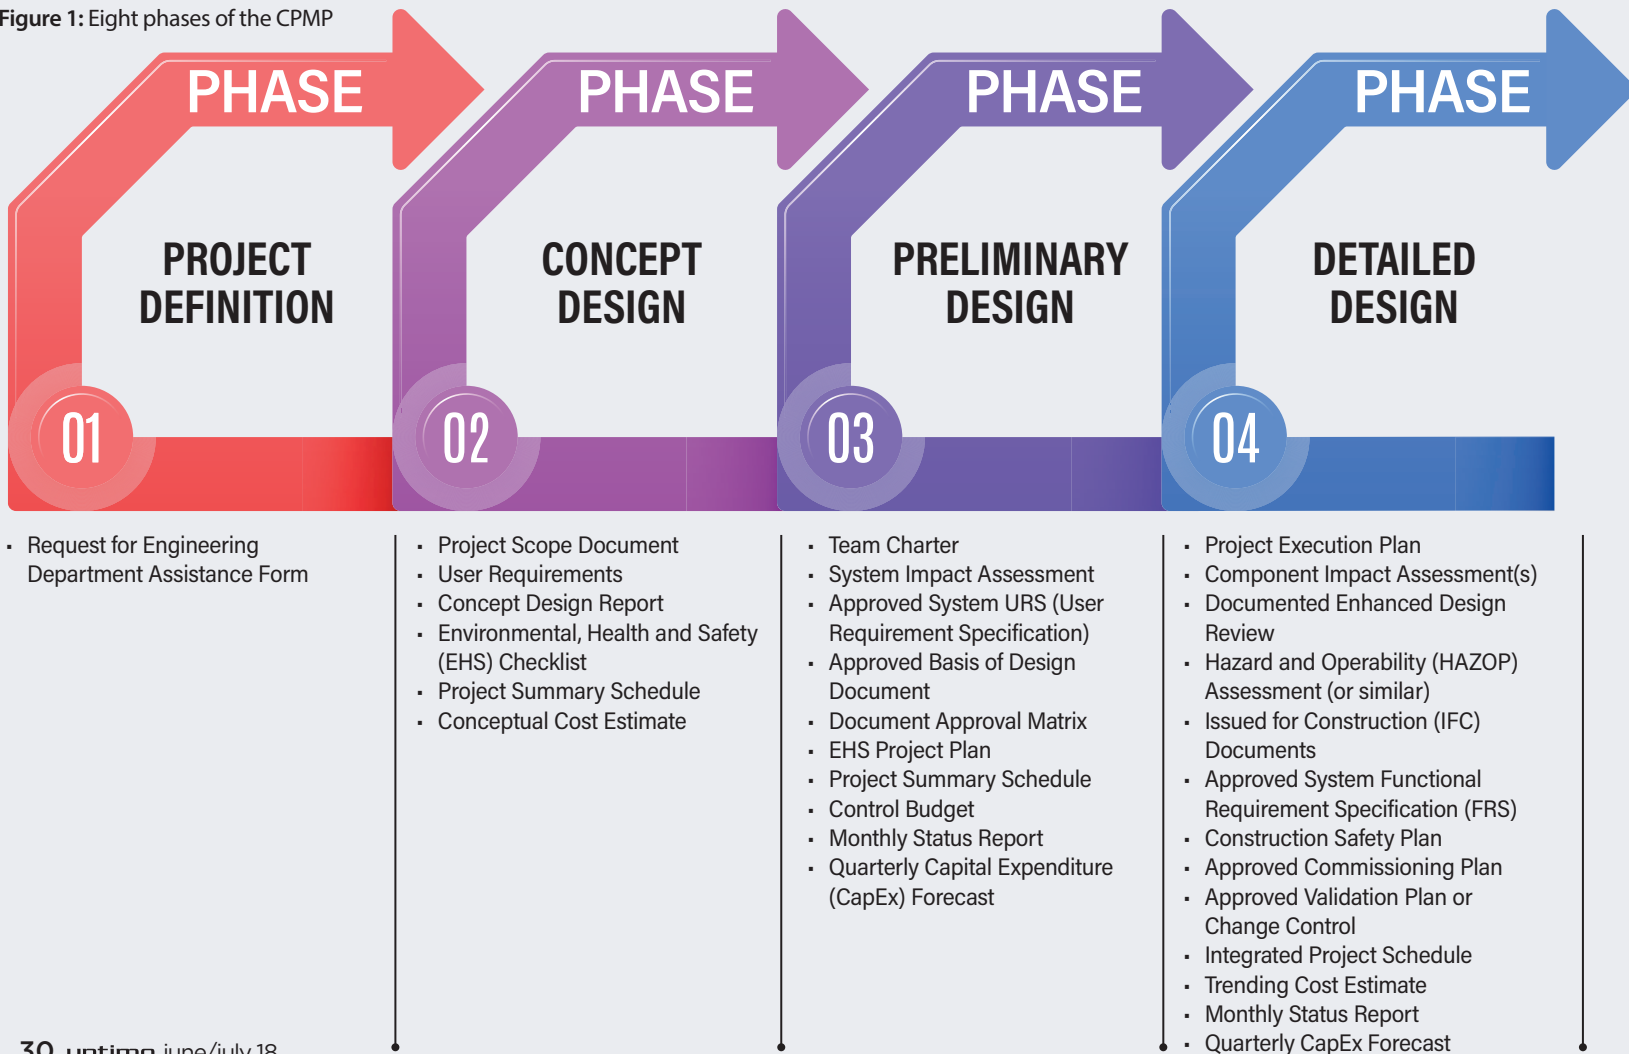 Figure 1: Eight phases of the CPMP
PHASE
PHASE
PHASE
PHASE
PROJECT
DEFINITION
CONCEPT
DESIGN
PRELIMINARY
DESIGN
DETAILED
DESIGN
01
02
03
04
· Request for Engineering
Department Assistance Form
· Project Scope Document
· User Requirements
· Concept Design Report
· Environmental, Health and Safety
(EHS) Checklist
· Project Summary Schedule
· Conceptual Cost Estimate
· Team Charter
· System Impact Assessment
· Approved System URS (User
Requirement Specification)
· Approved Basis of Design
Document
· Document Approval Matrix
· EHS Project Plan
· Project Summary Schedule
· Control Budget
· Monthly Status Report
· Quarterly Capital Expenditure
(CapEx) Forecast
· Project Execution Plan
· Component Impact Assessment(s)
· Documented Enhanced Design
Review
· Hazard and Operability (HAZOP)
Assessment (or similar)
· Issued for Construction (IFC)
Documents
· Approved System Functional
Requirement Specification (FRS)
· Construction Safety Plan
· Approved Commissioning Plan
· Approved Validation Plan or
Change Control
· Integrated Project Schedule
· Trending Cost Estimate
· Monthly Status Report
· Quarterly CapEx Forecast
30 uptime june/july 18